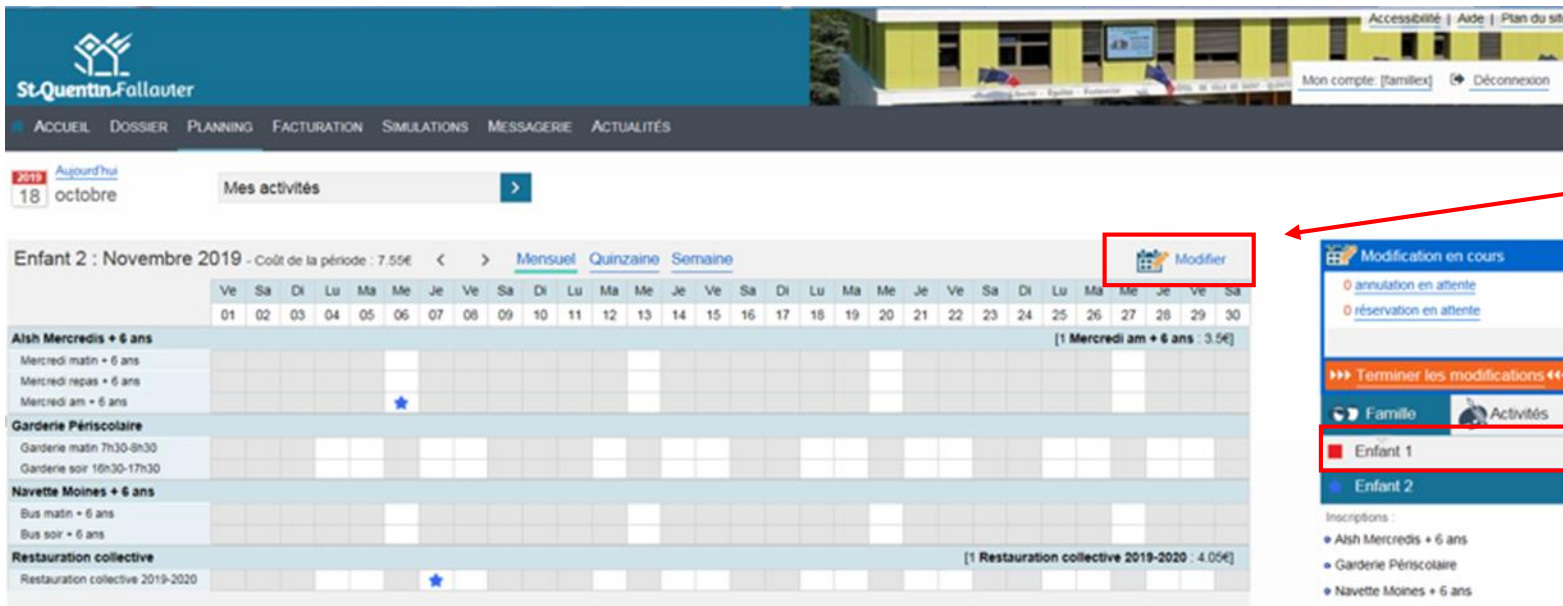 Accessibilité | Aide | Plan du site
St-Quentin-Fallavier
Mon compte: [famillex] Déconnexion
ACCUEIL DOSSIER PLANNING FACTURATION SIMULATIONS MESSAGERIE ACTUALITÉS
2019
18 octobre
Aujourd'hui
Mes activités
Enfant 2 : Novembre 2019 - Coût de la période : 7.55€ < > Mensuel Quinzaine Semaine Modifier
Ve Sa Di Lu Ma Me Je Ve Sa Di Lu Ma Me Je Ve Sa Di Lu Ma Me Je Ve Sa Di Lu Ma Me Je Ve Sa
01 02 03 04 05 06 07 08 09 10 11 12 13 14 15 16 17 18 19 20 21 22 23 24 25 26 27 28 29 30
Alsh Mercredis + 6 ans [1 Mercredi am + 6 ans : 3.5€]
Mercredi matin + 6 ans
Mercredi repas + 6 ans
Mercredi am + 6 ans
Garderie Périscolaire
Garderie matin 7h30-8h30
Garderie soir 16h30-17h30
Navette Moines + 6 ans
Bus matin + 6 ans
Bus soir + 6 ans
Restauration collective [1 Restauration collective 2019-2020 : 4.05€]
Restauration collective 2019-2020
Modification en cours
0 annulation en attente
0 réservation en attente
Terminer les modifications
Famille Activités
Enfant 1
Enfant 2
Inscriptions :
Alsh Mercredis + 6 ans
Garderie Périscolaire
Navette Moines + 6 ans